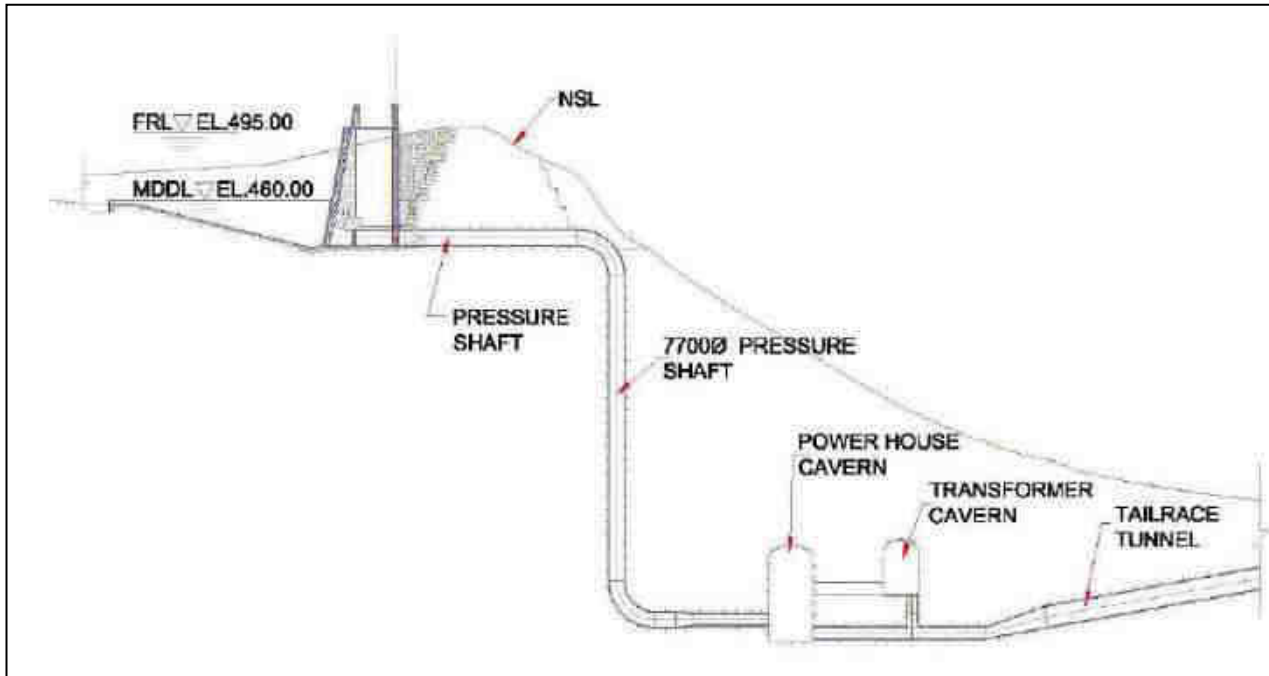 NSL
FRL▽EL.495.00
MDDL▽EL.460.00
PRESSURE
SHAFT
7700Ø PRESSURE
SHAFT
POWER HOUSE
CAVERN
TRANSFORMER
CAVERN
TAILRACE
TUNNEL